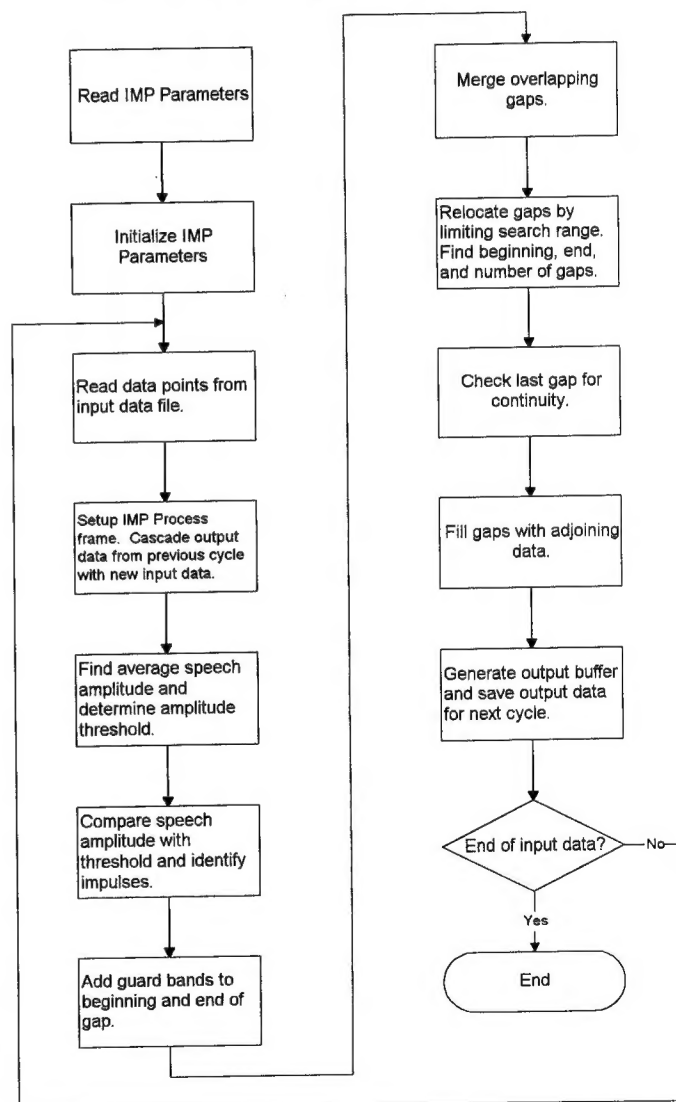 Read IMP Parameters
Initialize IMP
Parameters
Read data points from
input data file.
Setup IMP Process
frame. Cascade output
data from previous cycle
with new input data.
Find average speech
amplitude and
determine amplitude
threshold.
Compare speech
amplitude with
threshold and identify
impulses.
Add guard bands to
beginning and end of
gap.
Merge overlapping
gaps.
Relocate gaps by
limiting search range.
Find beginning, end,
and number of gaps.
Check last gap for
continuity.
Fill gaps with adjoining
data.
Generate output buffer
and save output data
for next cycle.
End of input data?
No
Yes
End